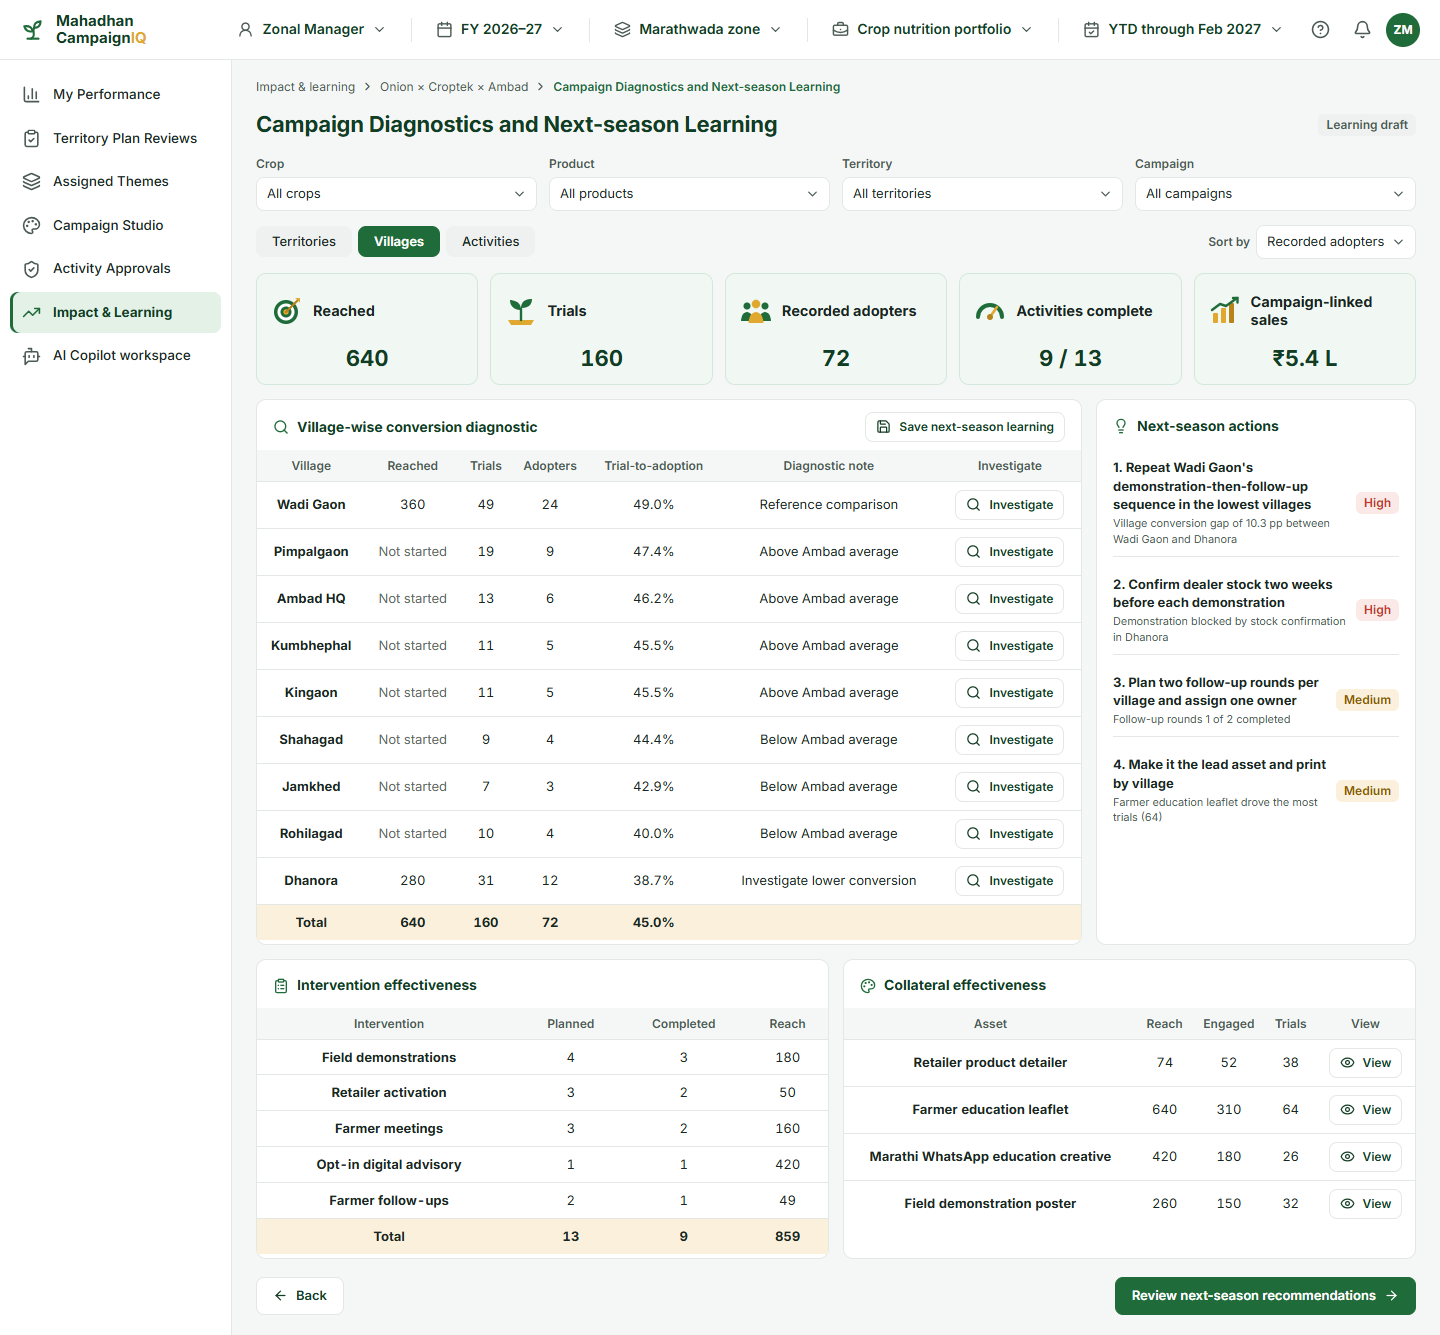 Mahadhan
CampaignIQ
Zonal Manager
FY 2026–27
Marathwada zone
Crop nutrition portfolio
YTD through Feb 2027
ZM
My Performance
Territory Plan Reviews
Assigned Themes
Campaign Studio
Activity Approvals
Impact & Learning
AI Copilot workspace
Impact & learning > Onion × Croptek × Ambad > Campaign Diagnostics and Next-season Learning
Campaign Diagnostics and Next-season Learning
Learning draft
Crop
Product
Territory
Campaign
All crops
All products
All territories
All campaigns
Territories
Villages
Activities
Sort by
Recorded adopters
Reached
640
Trials
160
Recorded adopters
72
Activities complete
9 / 13
Campaign-linked
sales
₹5.4 L
Village-wise conversion diagnostic
Save next-season learning
Village Reached Trials Adopters Trial-to-adoption Diagnostic note Investigate
Wadi Gaon 360 49 24 49.0% Reference comparison Investigate
Pimpalgaon Not started 19 9 47.4% Above Ambad average Investigate
Ambad HQ Not started 13 6 46.2% Above Ambad average Investigate
Kumbhephal Not started 11 5 45.5% Above Ambad average Investigate
Kingaon Not started 11 5 45.5% Above Ambad average Investigate
Shahagad Not started 9 4 44.4% Below Ambad average Investigate
Jamkhed Not started 7 3 42.9% Below Ambad average Investigate
Rohilagad Not started 10 4 40.0% Below Ambad average Investigate
Dhanora 280 31 12 38.7% Investigate lower conversion Investigate
Total 640 160 72 45.0%
Next-season actions
1. Repeat Wadi Gaon's
demonstration-then-follow-up
sequence in the lowest villages
Village conversion gap of 10.3 pp between
Wadi Gaon and Dhanora
High
2. Confirm dealer stock two weeks
before each demonstration
Demonstration blocked by stock confirmation
in Dhanora
High
3. Plan two follow-up rounds per
village and assign one owner
Follow-up rounds 1 of 2 completed
Medium
4. Make it the lead asset and print
by village
Farmer education leaflet drove the most
trials (64)
Medium
Intervention effectiveness
Intervention Planned Completed Reach
Field demonstrations 4 3 180
Retailer activation 3 2 50
Farmer meetings 3 2 160
Opt-in digital advisory 1 1 420
Farmer follow-ups 2 1 49
Total 13 9 859
Collateral effectiveness
Asset Reach Engaged Trials View
Retailer product detailer 74 52 38 View
Farmer education leaflet 640 310 64 View
Marathi WhatsApp education creative 420 180 26 View
Field demonstration poster 260 150 32 View
Back
Review next-season recommendations